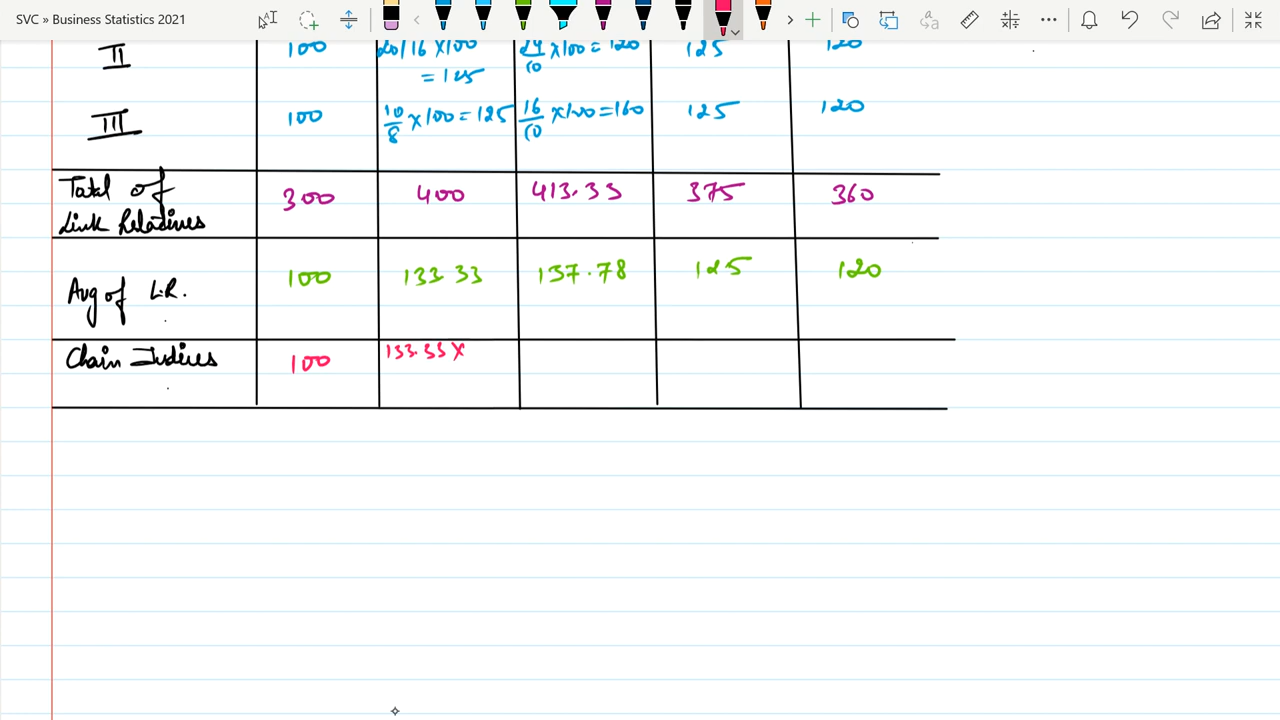 SVC » Business Statistics 2021
II 100 20/16 x100 24/10 x100 = 120 125 120
= 125
III 100 10/8 x100 = 125 16/10 x100 = 160 125 120
Total of 300 400 413.33 375 360
Link Relatives
Avg of L.R. 100 133.33 137.78 125 120
Chain Indices 100 133.33 x